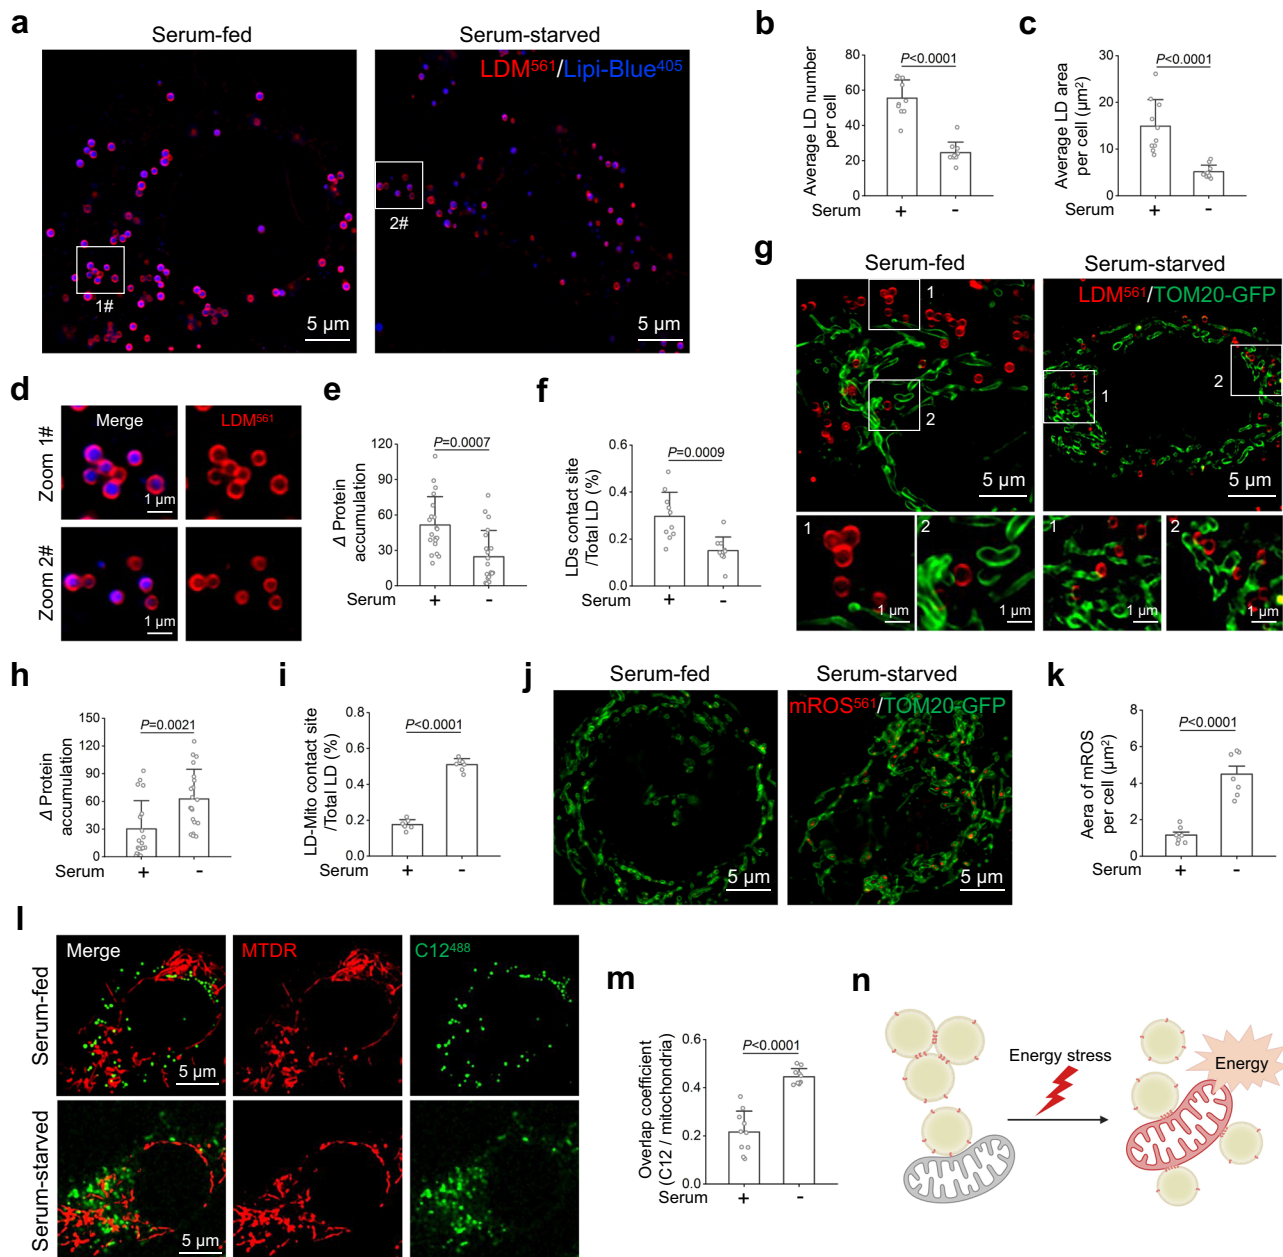 a
Serum-fed
Serum-starved
LDM⁵⁶¹/Lipi-Blue⁴⁰⁵
1#
2#
5 µm
5 µm
b
Average LD number
per cell
80
60
40
20
0
P<0.0001
Serum + -
c
Average LD area
per cell (µm²)
30
20
10
0
P<0.0001
Serum + -
d
Merge
LDM⁵⁶¹
Zoom 1#
1 µm
1 µm
Zoom 2#
1 µm
1 µm
e
Δ Protein
accumulation
120
90
60
30
0
P=0.0007
Serum + -
f
LDs contact site
/Total LD (%)
0.6
0.4
0.2
0.0
P=0.0009
Serum + -
g
Serum-fed
Serum-starved
LDM⁵⁶¹/TOM20-GFP
1
2
5 µm
1
2
5 µm
1
1 µm
2
1 µm
1
1 µm
2
1 µm
h
Δ Protein
accumulation
150
120
90
60
30
0
P=0.0021
Serum + -
i
LD-Mito contact site
/Total LD (%)
0.8
0.6
0.4
0.2
0.0
P<0.0001
Serum + -
j
Serum-fed
Serum-starved
mROS⁵⁶¹/TOM20-GFP
5 µm
5 µm
k
Aera of mROS
per cell (µm²)
8
6
4
2
0
P<0.0001
Serum + -
l
Serum-fed
Merge
MTDR
C12⁴⁸⁸
5 µm
Serum-starved
5 µm
m
Overlap coefficient
(C12 / mitochondria)
0.6
0.4
0.2
0.0
P<0.0001
Serum + -
n
Energy stress
Energy